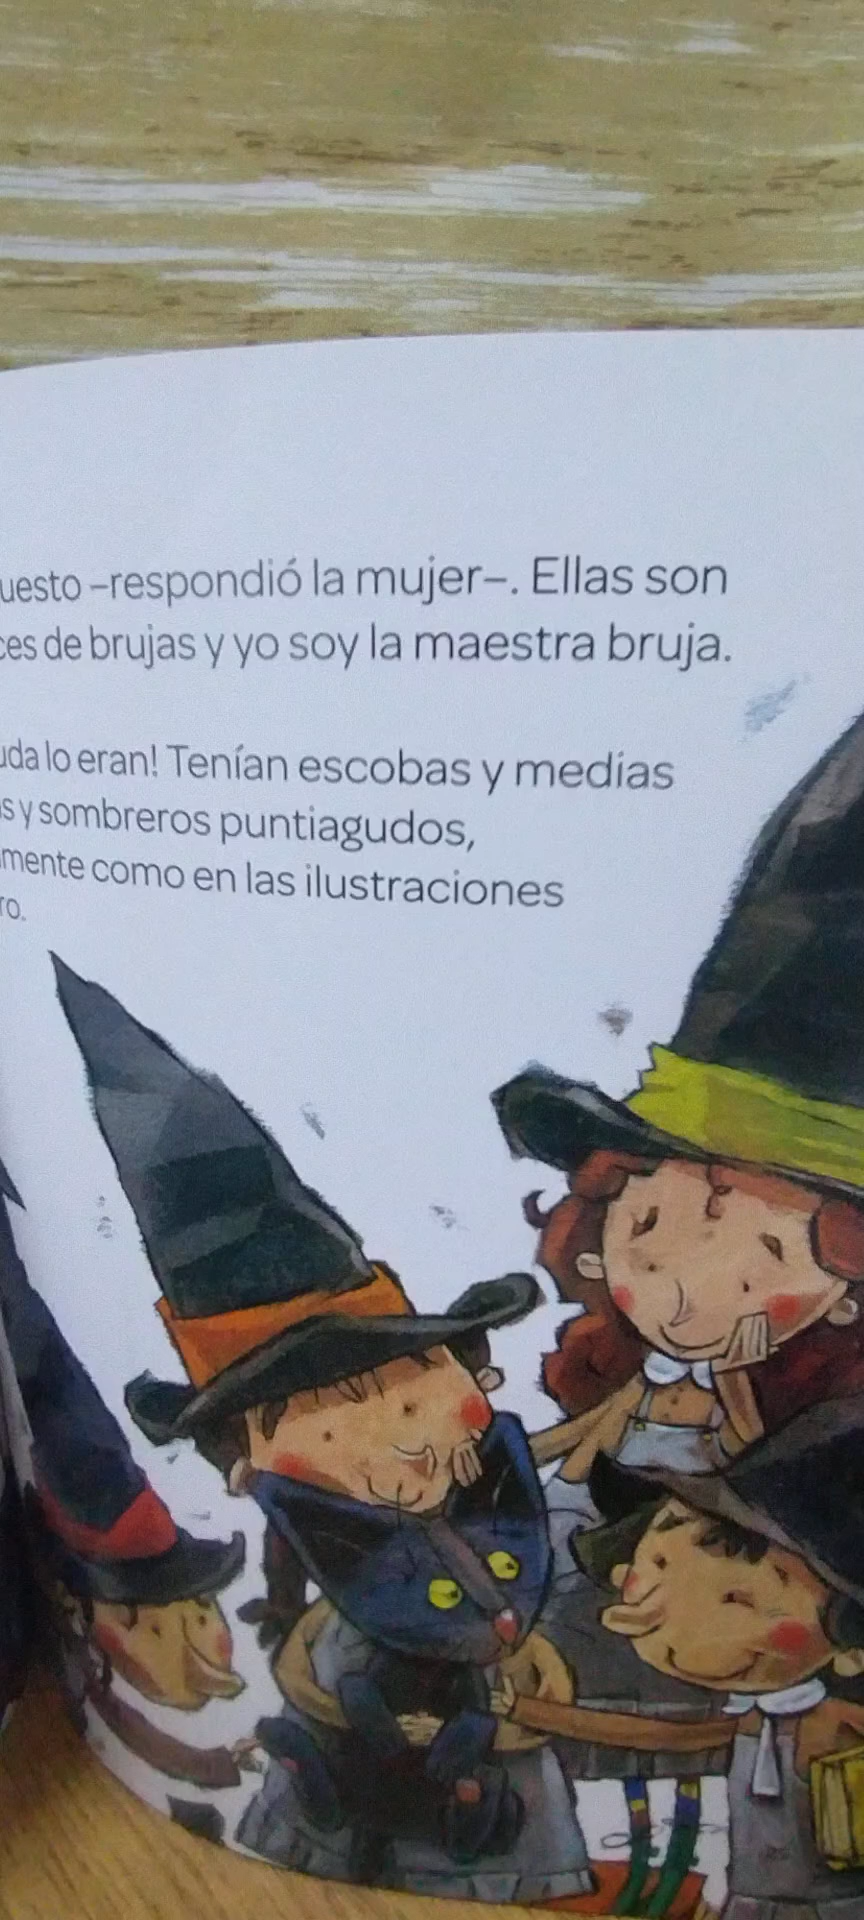 uesto –respondió la mujer–. Ellas son
ces de brujas y yo soy la maestra bruja.
uda lo eran! Tenían escobas y medias
s y sombreros puntiagudos,
mente como en las ilustraciones
ro.